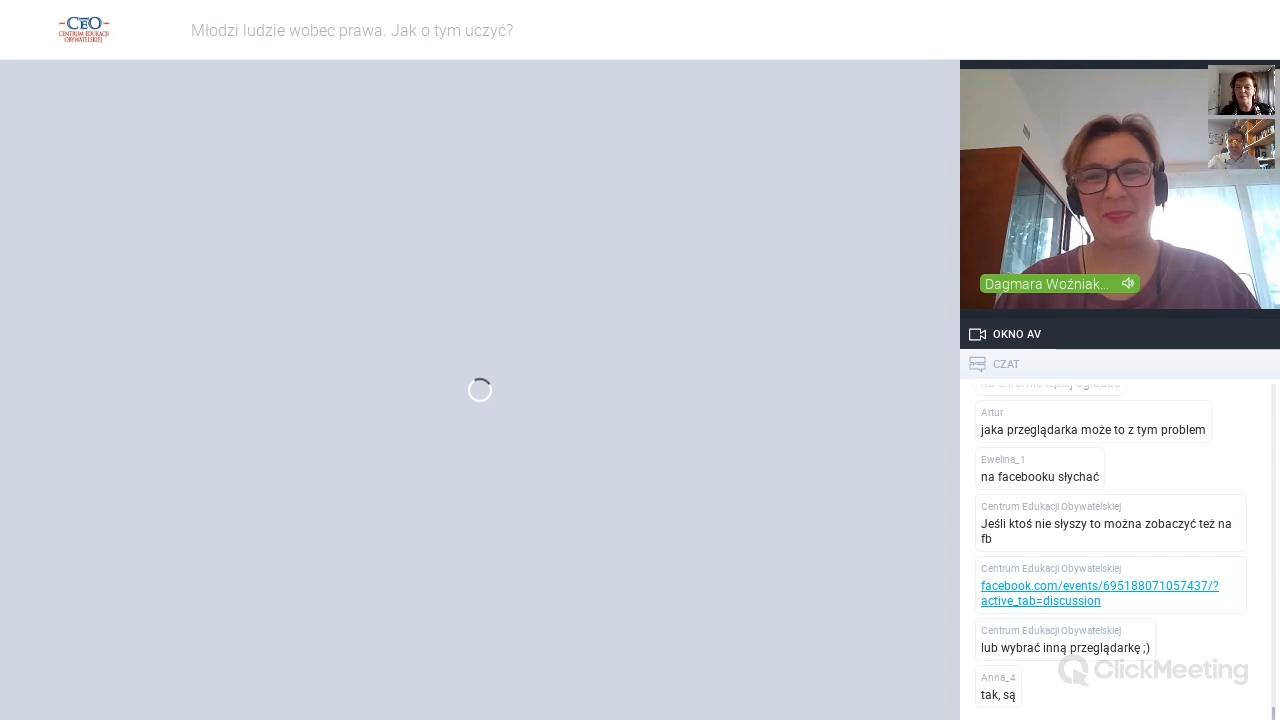 CEO
CENTRUM EDUKACJI
OBYWATELSKIEJ
Młodzi ludzie wobec prawa. Jak o tym uczyć?
Dagmara Woźniak...
OKNO AV
CZAT
Artur
jaka przeglądarka może to z tym problem
Ewelina_1
na facebooku słychać
Centrum Edukacji Obywatelskiej
Jeśli ktoś nie słyszy to można zobaczyć też na
fb
Centrum Edukacji Obywatelskiej
facebook.com/events/695188071057437/?
active_tab=discussion
Centrum Edukacji Obywatelskiej
lub wybrać inną przeglądarkę ;)
ClickMeeting
Anna_4
tak, są